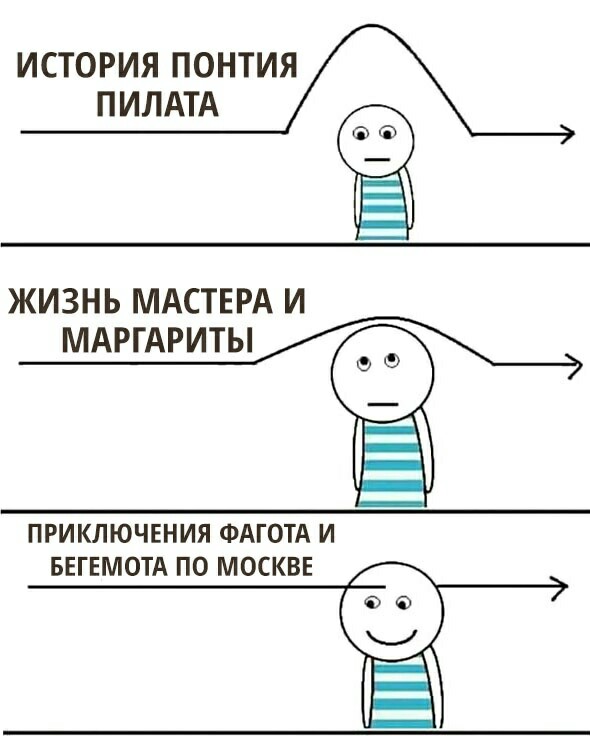 ИСТОРИЯ ПОНТИЯ
ПИЛАТА
ЖИЗНЬ МАСТЕРА И
МАРГАРИТЫ
ПРИКЛЮЧЕНИЯ ФАГОТА И
БЕГЕМОТА ПО МОСКВЕ